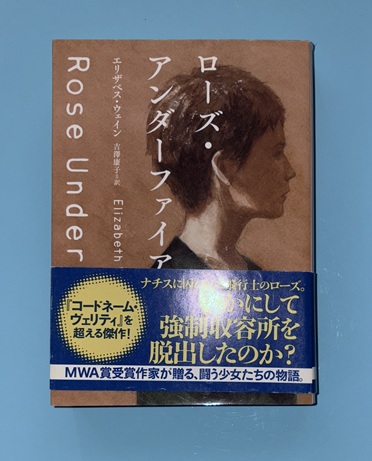 ローズ・
アンダーファイア
エリザベス・ウェイン
吉澤康子=訳
Rose Under
Elizabeth
ナチスに 行士のローズ。
かにして
強制収容所を
脱出したのか?
『コードネーム・
ヴェリティ』を
超える傑作!
MWA賞受賞作家が贈る、闘う少女たちの物語。